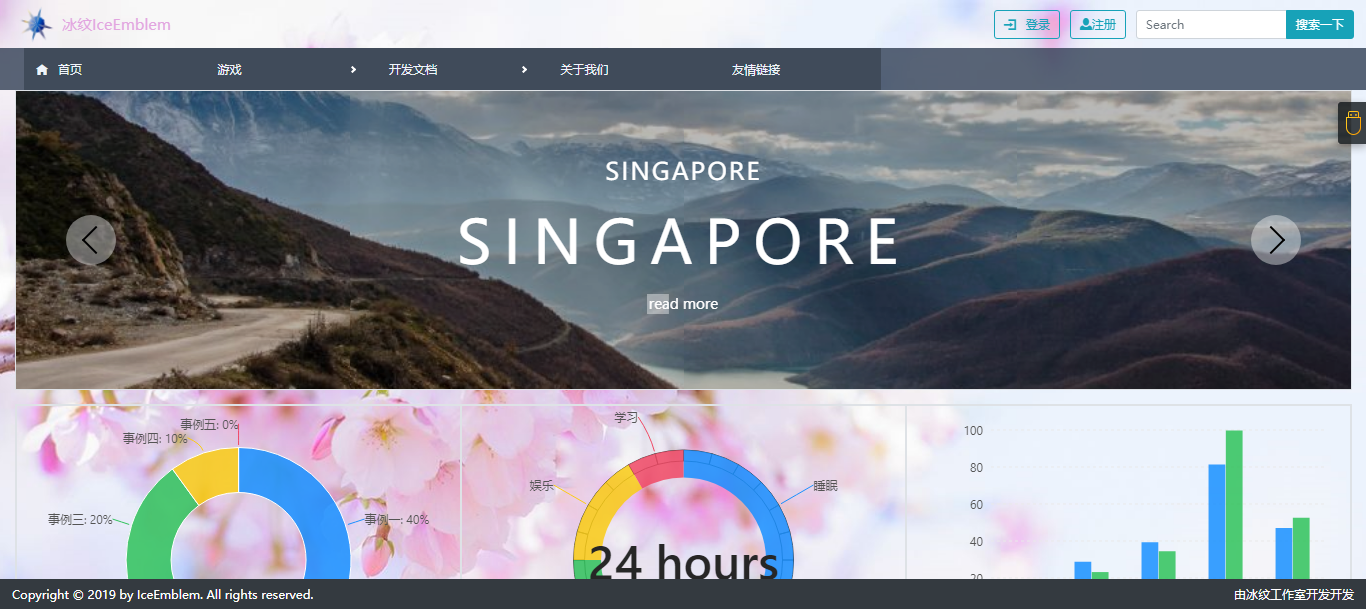 冰纹IceEmblem
登录
注册
Search
搜索一下
首页
游戏
开发文档
关于我们
友情链接
SINGAPORE
SINGAPORE
read more
事例五: 0%
事例四: 10%
事例三: 20%
事例一: 40%
学习
娱乐
睡眠
24 hours
100
80
60
40
20
Copyright © 2019 by IceEmblem. All rights reserved.
由冰纹工作室开发开发